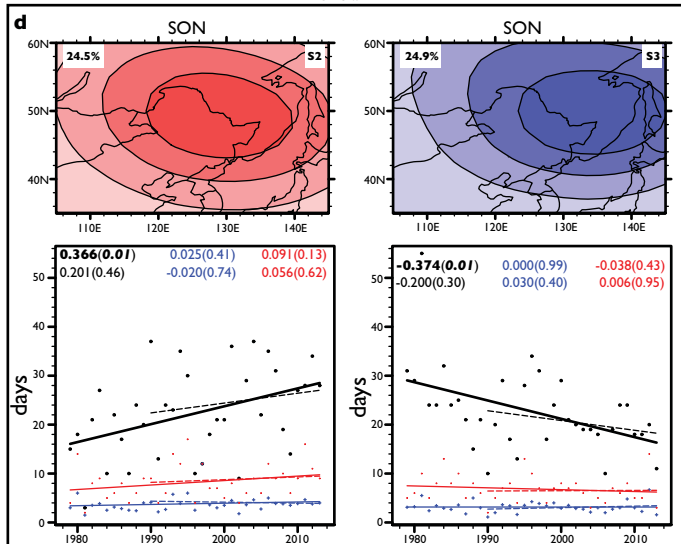 d
SON
SON
60N
24.5%
S2
60N
24.9%
S3
50N
50N
40N
40N
110E 120E 130E 140E
110E 120E 130E 140E
50
0.366(0.01) 0.025(0.41) 0.091(0.13)
0.201(0.46) -0.020(0.74) 0.056(0.62)
50
-0.374(0.01) 0.000(0.99) -0.038(0.43)
-0.200(0.30) 0.030(0.40) 0.006(0.95)
40
40
30
30
days
days
20
20
10
10
0
0
1980 1990 2000 2010
1980 1990 2000 2010